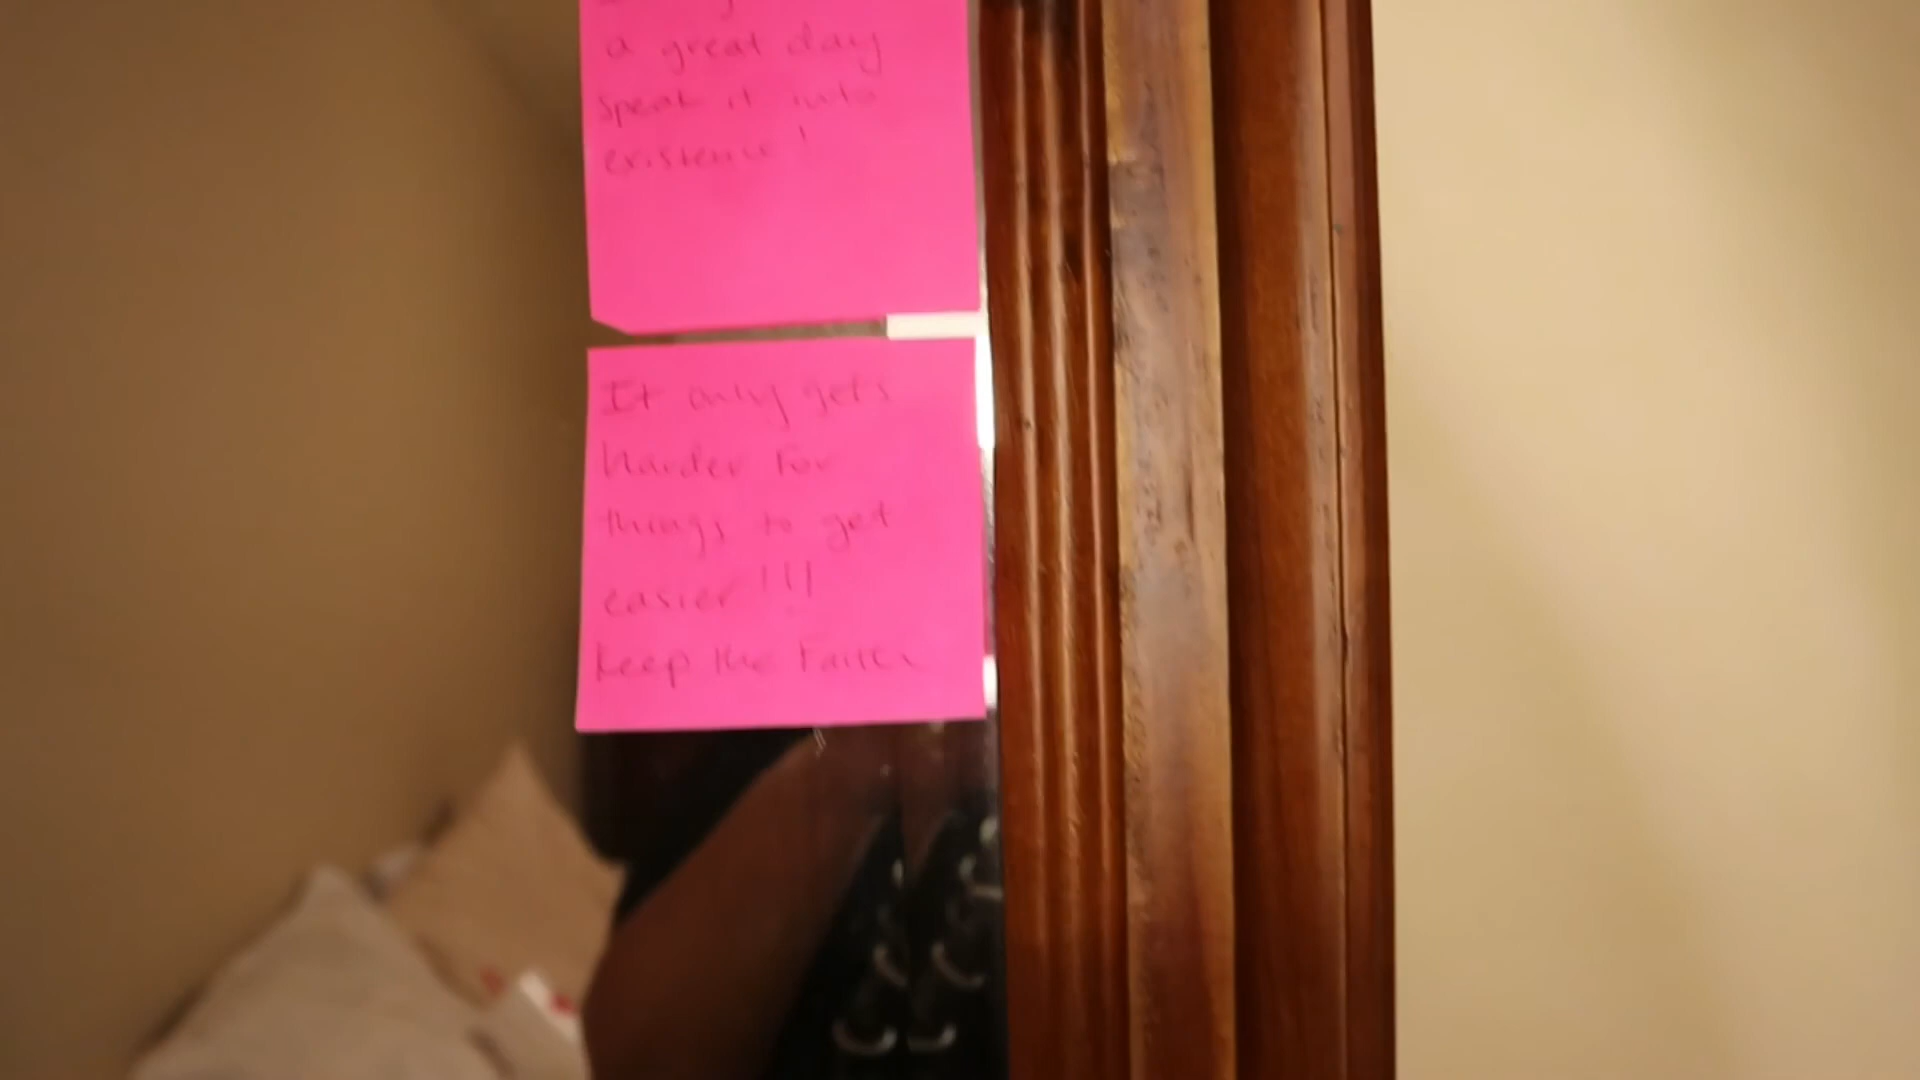 a great day
speak it into
existence!
It only gets
harder for
things to get
easier!!!
keep the Faith